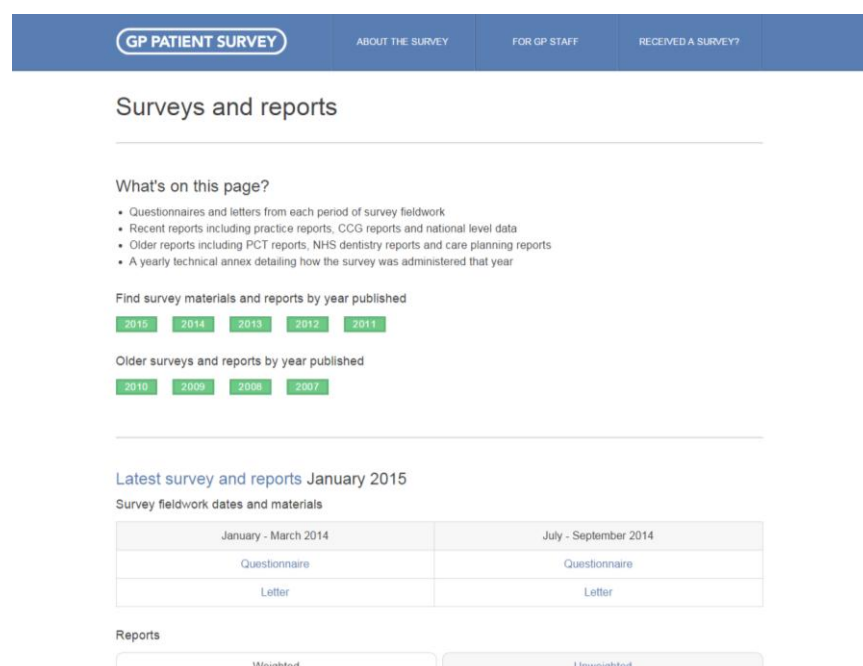 GP PATIENT SURVEY
ABOUT THE SURVEY
FOR GP STAFF
RECEIVED A SURVEY?
Surveys and reports
What's on this page?
• Questionnaires and letters from each period of survey fieldwork
• Recent reports including practice reports, CCG reports and national level data
• Older reports including PCT reports, NHS dentistry reports and care planning reports
• A yearly technical annex detailing how the survey was administered that year
Find survey materials and reports by year published
2015 2014 2013 2012 2011
Older surveys and reports by year published
2010 2009 2008 2007
Latest survey and reports January 2015
Survey fieldwork dates and materials
January - March 2014 July - September 2014
Questionnaire Questionnaire
Letter Letter
Reports
Weighted Unweighted